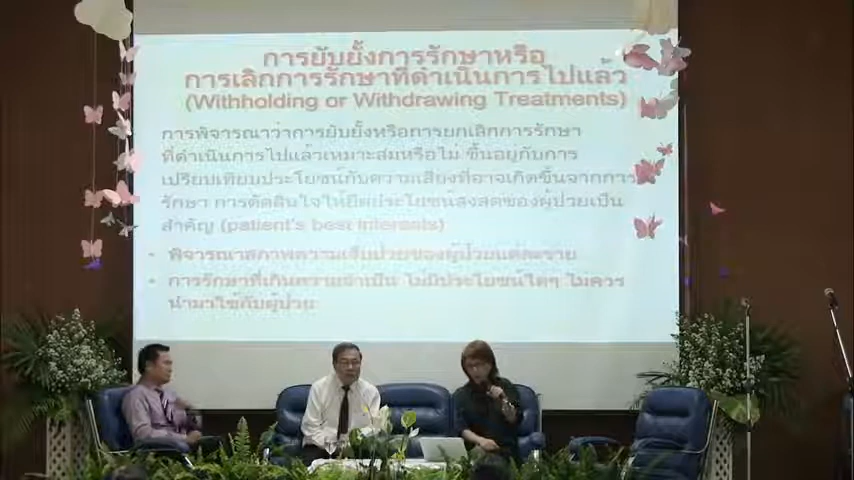 การยับยั้งการรักษาหรือ
การเลิกการรักษาที่ดำเนินการไปแล้ว
(Withholding or Withdrawing Treatments)
การพิจารณาว่าการยับยั้งหรือการยกเลิกการรักษา
ที่ดำเนินการไปแล้วเหมาะสมหรือไม่ ขึ้นอยู่กับการ
เปรียบเทียบประโยชน์กับความเสี่ยงที่อาจเกิดขึ้นจากการ
รักษา การตัดสินใจให้ยึดประโยชน์สูงสุดของผู้ป่วยเป็น
สำคัญ (patient's best interests)
• พิจารณาสภาพความเจ็บป่วยของผู้ป่วยแต่ละราย
• การรักษาที่เกินความจำเป็น ไม่มีประโยชน์ใดๆ ไม่ควร
นำมาใช้กับผู้ป่วย